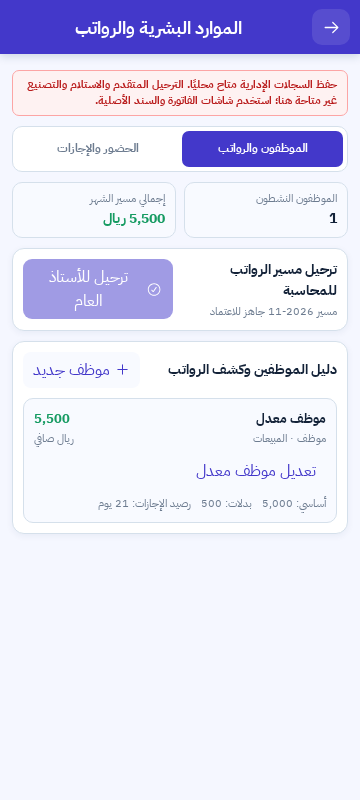 الموارد البشرية والرواتب
حفظ السجلات الإدارية متاح محليًا. الترحيل المتقدم والاستلام والتصنيع
غير متاحة هنا؛ استخدم شاشات الفاتورة والسند الأصلية.
الموظفون والرواتب
الحضور والإجازات
الموظفون النشطون
1
إجمالي مسير الشهر
5,500 ريال
ترحيل مسير الرواتب
للمحاسبة
مسير 2026-11 جاهز للاعتماد
ترحيل للأستاذ
العام
دليل الموظفين وكشف الرواتب
+ موظف جديد
موظف معدل
5,500
موظف · المبيعات
ريال صافي
تعديل موظف معدل
أساسي: 5,000 بدلات: 500 رصيد الإجازات: 21 يوم